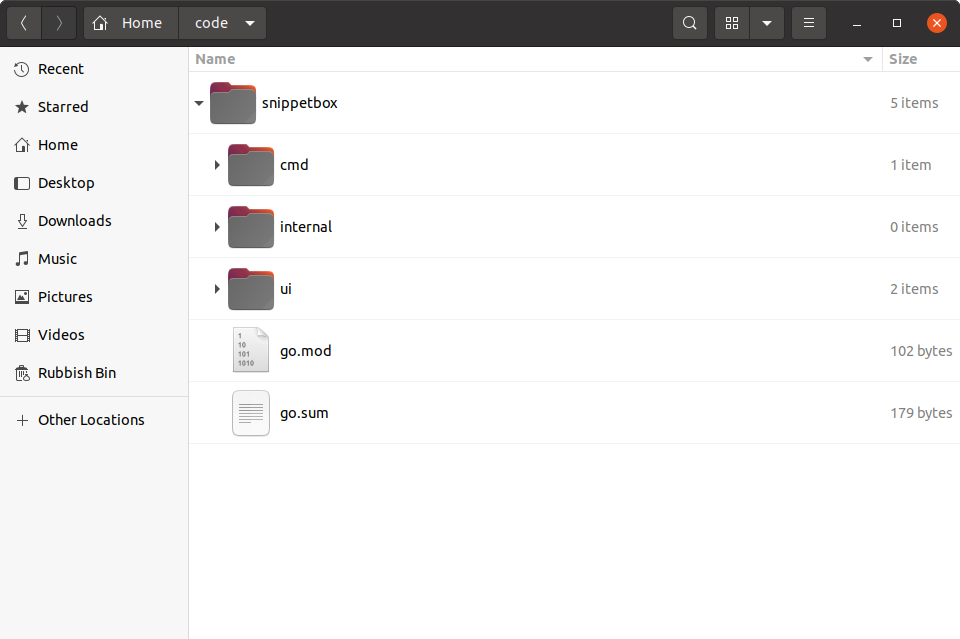 Home code
Name Size
Recent
Starred
Home
Desktop
Downloads
Music
Pictures
Videos
Rubbish Bin
Other Locations
snippetbox 5 items
cmd 1 item
internal 0 items
ui 2 items
1
10
101
1010
go.mod 102 bytes
go.sum 179 bytes